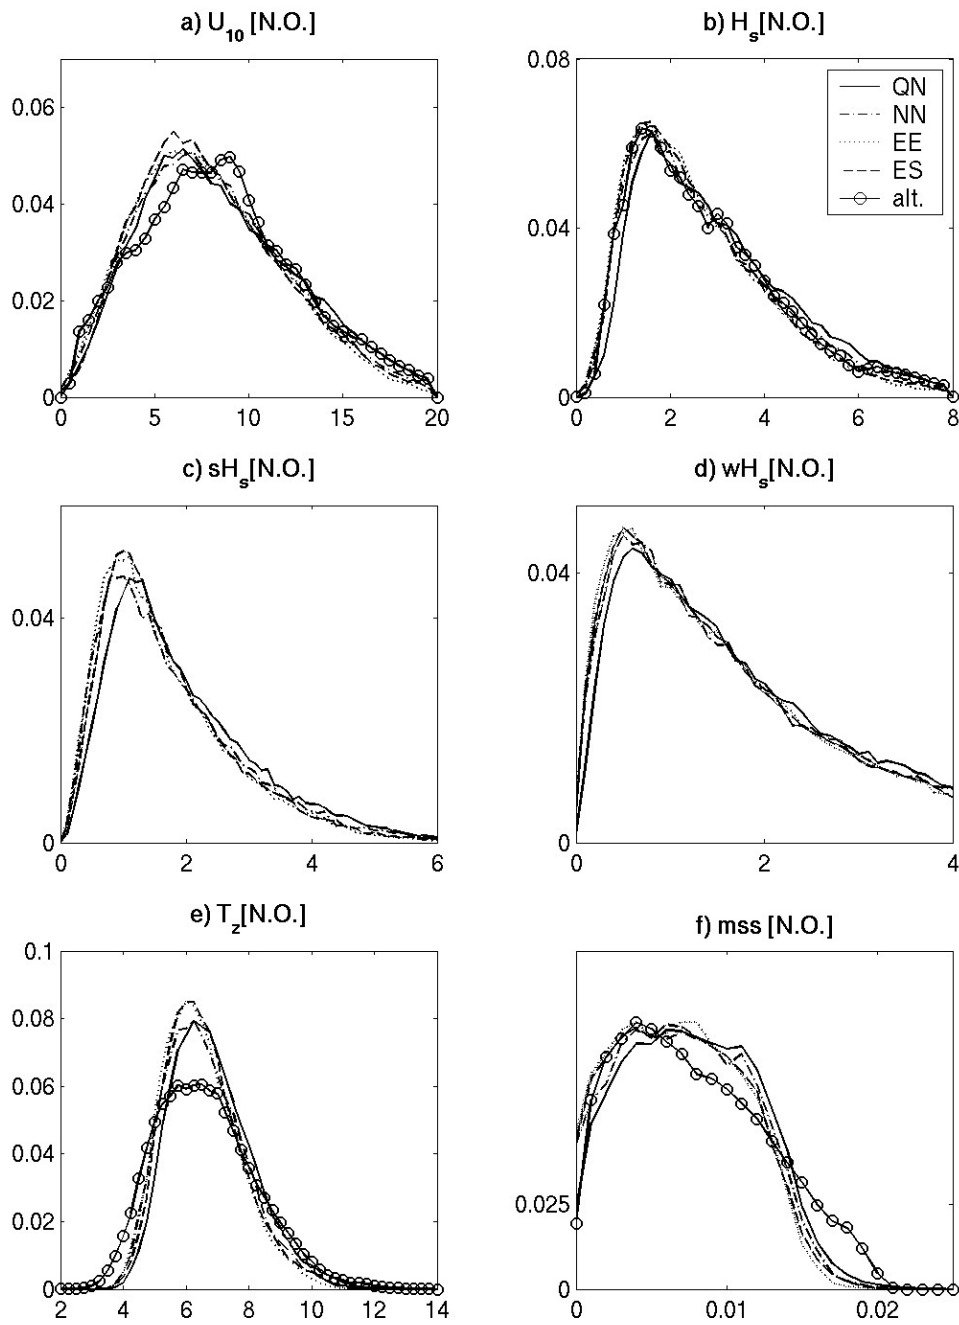 a) U10 [N.O.]
0.06
0.04
0.02
0
0 5 10 15 20
b) Hs[N.O.]
0.08
0.04
0
0 2 4 6 8
QN
NN
EE
ES
alt.
c) sHs[N.O.]
0.04
0
0 2 4 6
d) wHs[N.O.]
0.04
0
0 2 4
e) Tz[N.O.]
0.1
0.08
0.06
0.04
0.02
0
2 4 6 8 10 12 14
f) mss [N.O.]
0.025
0
0 0.01 0.02